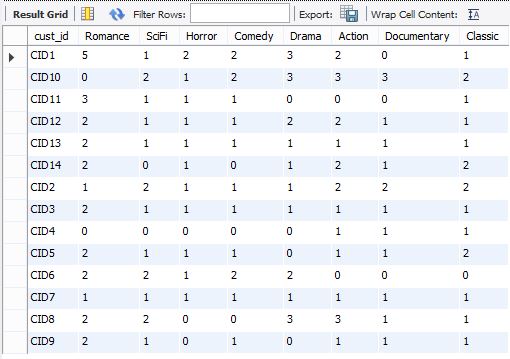 Result Grid Filter Rows: Export: Wrap Cell Content: IA
cust_id Romance SciFi Horror Comedy Drama Action Documentary Classic
CID1 5 1 2 2 3 2 0 1
CID10 0 2 1 2 3 3 3 2
CID11 3 1 1 1 0 0 0 1
CID12 2 1 1 1 2 2 1 1
CID13 2 1 1 1 1 1 1 1
CID14 2 0 1 0 1 2 1 2
CID2 1 2 1 1 1 2 2 2
CID3 2 1 1 1 1 1 1 1
CID4 0 0 0 0 0 1 1 1
CID5 2 1 1 1 0 1 1 2
CID6 2 2 1 2 2 0 0 0
CID7 1 1 1 1 1 1 1 1
CID8 2 2 0 0 3 3 1 1
CID9 2 1 0 1 0 1 1 1